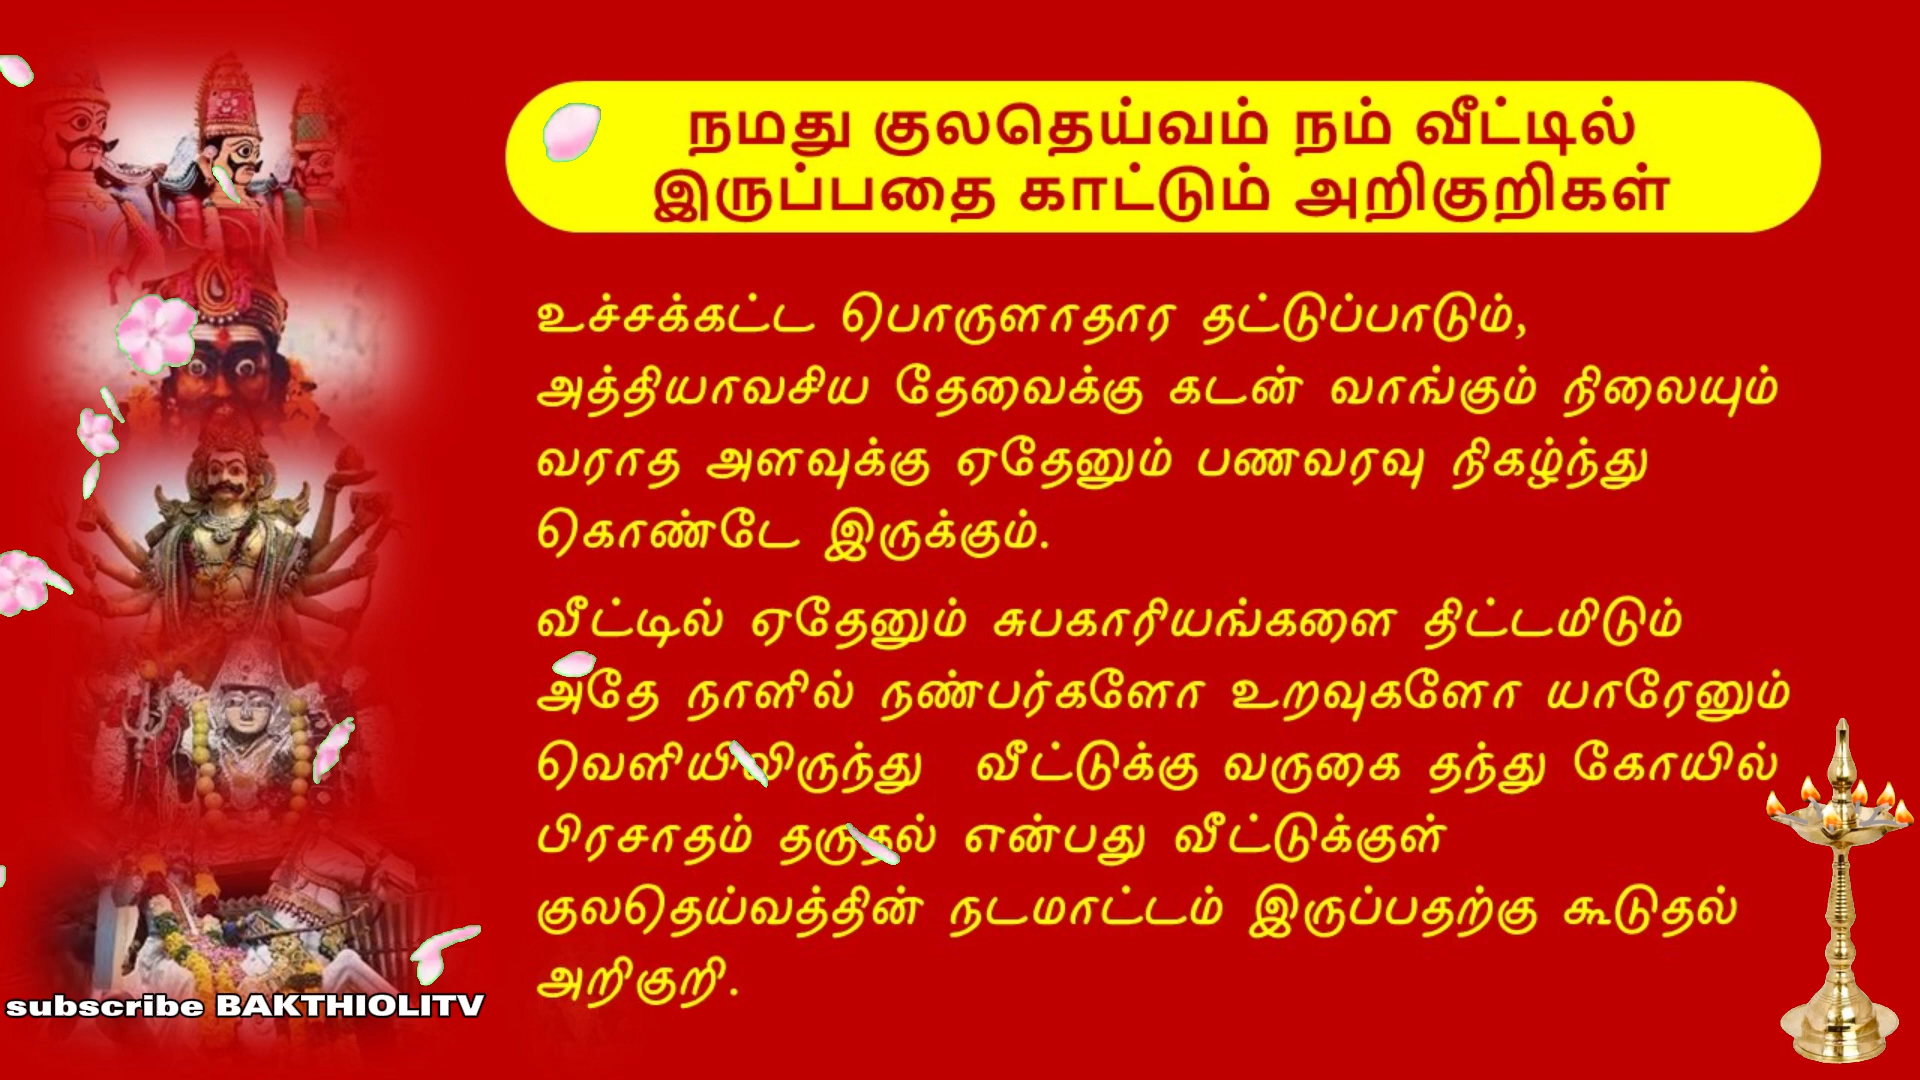 நமது குலதெய்வம் நம் வீட்டில்
இருப்பதை காட்டும் அறிகுறிகள்
உச்சக்கட்ட பொருளாதார தட்டுப்பாடும்,
அத்தியாவசிய தேவைக்கு கடன் வாங்கும் நிலையும்
வராத அளவுக்கு ஏதேனும் பணவரவு நிகழ்ந்து
கொண்டே இருக்கும்.
வீட்டில் ஏதேனும் சுபகாரியங்களை திட்டமிடும்
அதே நாளில் நண்பர்களோ உறவுகளோ யாரேனும்
வெளியிலிருந்து வீட்டுக்கு வருகை தந்து கோயில்
பிரசாதம் தருதல் என்பது வீட்டுக்குள்
குலதெய்வத்தின் நடமாட்டம் இருப்பதற்கு கூடுதல்
அறிகுறி.
subscribe BAKTHIOLITV